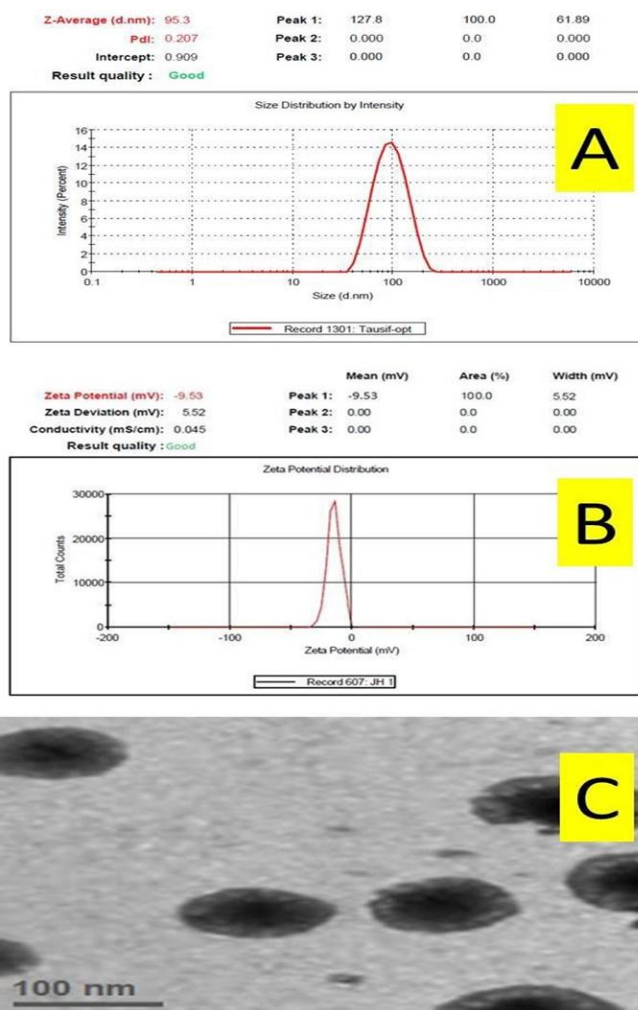 Z-Average (d.nm): 95.3 Peak 1: 127.8 100.0 61.89
PdI: 0.207 Peak 2: 0.000 0.0 0.000
Intercept: 0.909 Peak 3: 0.000 0.0 0.000
Result quality : Good
Size Distribution by Intensity
A
Intensity (Percent)
16
14
12
10
8
6
4
2
0
0.1 1 10 100 1000 10000
Size (d.nm)
Record 1301: Tausif-opt
Mean (mV) Area (%) Width (mV)
Zeta Potential (mV): -9.53 Peak 1: -9.53 100.0 5.52
Zeta Deviation (mV): 5.52 Peak 2: 0.00 0.0 0.00
Conductivity (mS/cm): 0.045 Peak 3: 0.00 0.0 0.00
Result quality : Good
Zeta Potential Distribution
B
Total Counts
30000
20000
10000
0
-200 -100 0 100 200
Zeta Potential (mV)
Record 607: JH 1
C
100 nm